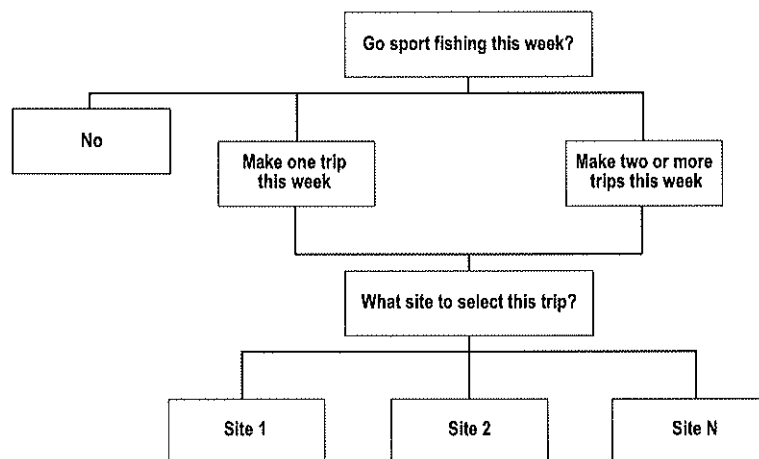 Go sport fishing this week?
No
Make one trip
this week
Make two or more
trips this week
What site to select this trip?
Site 1
Site 2
Site N